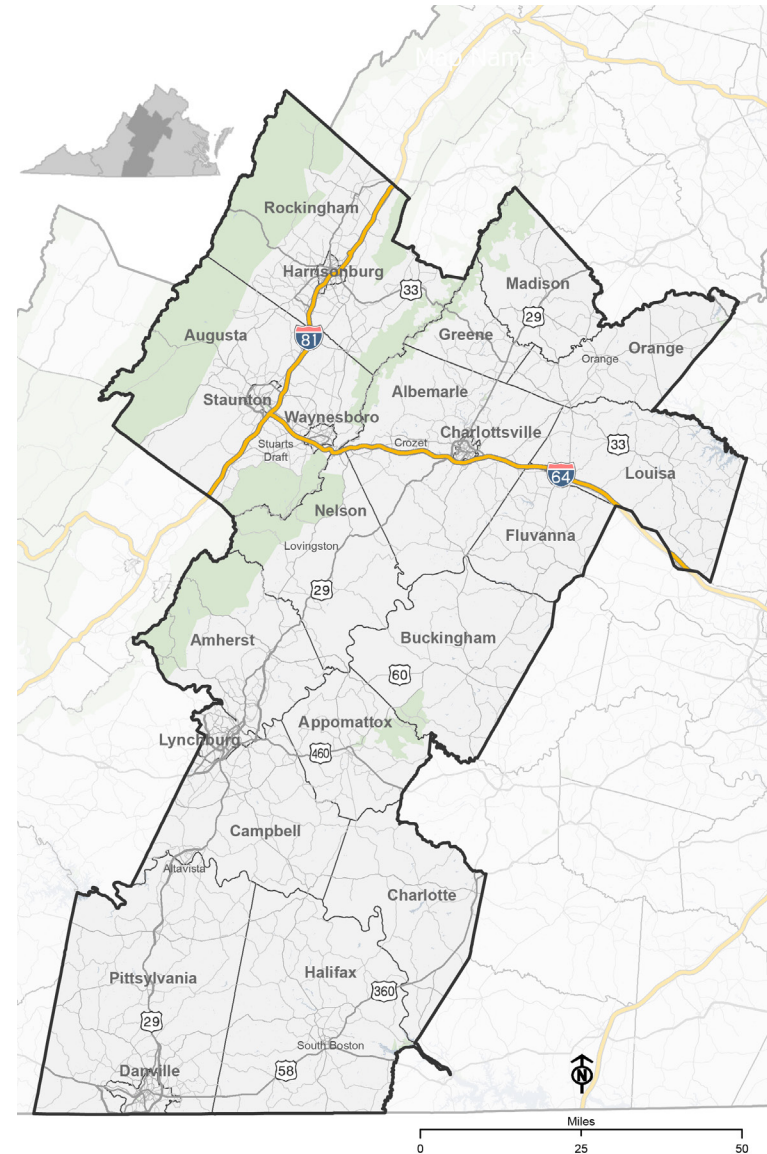 Map Name
Rockingham
Harrisonburg
33
Madison
29
Augusta
81
Greene
Orange
Orange
Albemarle
Staunton
Waynesboro
Charlottsville
Stuarts
Draft
Crozet
33
Louisa
64
Nelson
Fluvanna
Lovingston
29
Amherst
Buckingham
60
Appomattox
Lynchburg
460
Campbell
Altavista
Charlotte
Pittsylvania
Halifax
360
29
South Boston
Danville
58
N
Miles
0 25 50